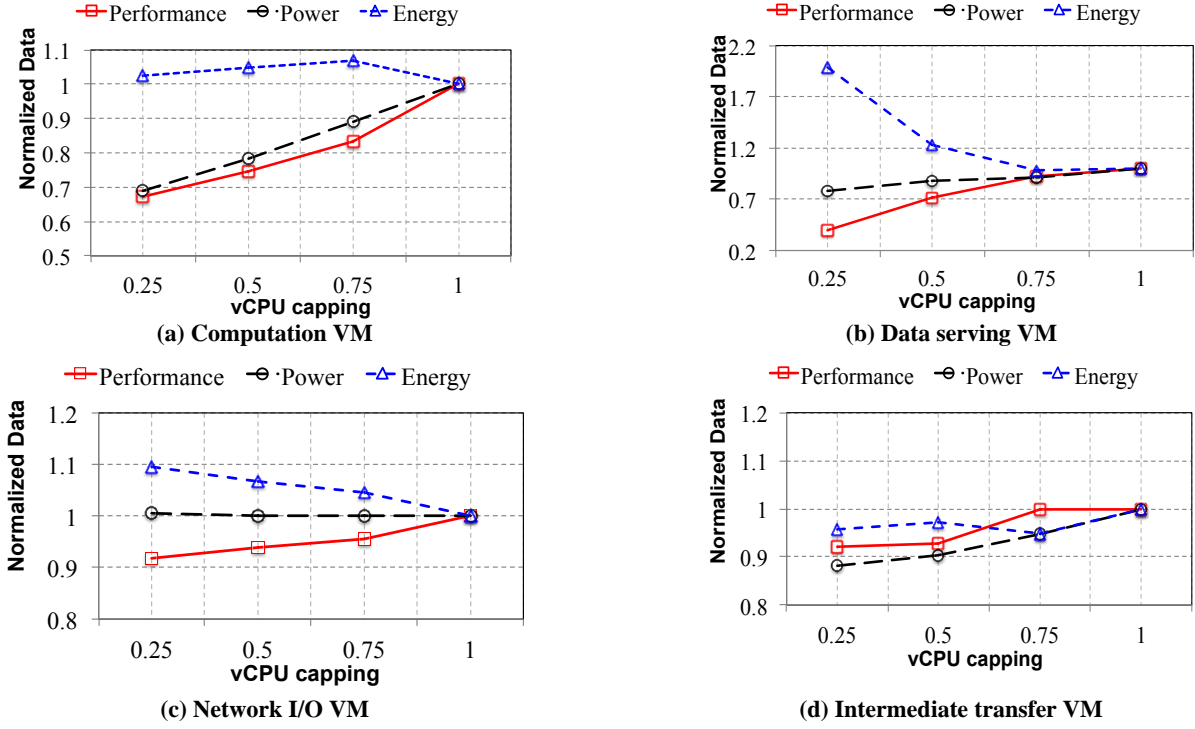 Performance ·Power Energy
Normalized Data
1.1
1
0.9
0.8
0.7
0.6
0.5
0.25 0.5 0.75 1
vCPU capping
(a) Computation VM
Performance ·Power Energy
Normalized Data
2.2
1.7
1.2
0.7
0.2
0.25 0.5 0.75 1
vCPU capping
(b) Data serving VM
Performance ·Power Energy
Normalized Data
1.2
1.1
1
0.9
0.8
0.25 0.5 0.75 1
vCPU capping
(c) Network I/O VM
Performance ·Power Energy
Normalized Data
1.2
1.1
1
0.9
0.8
0.25 0.5 0.75 1
vCPU capping
(d) Intermediate transfer VM